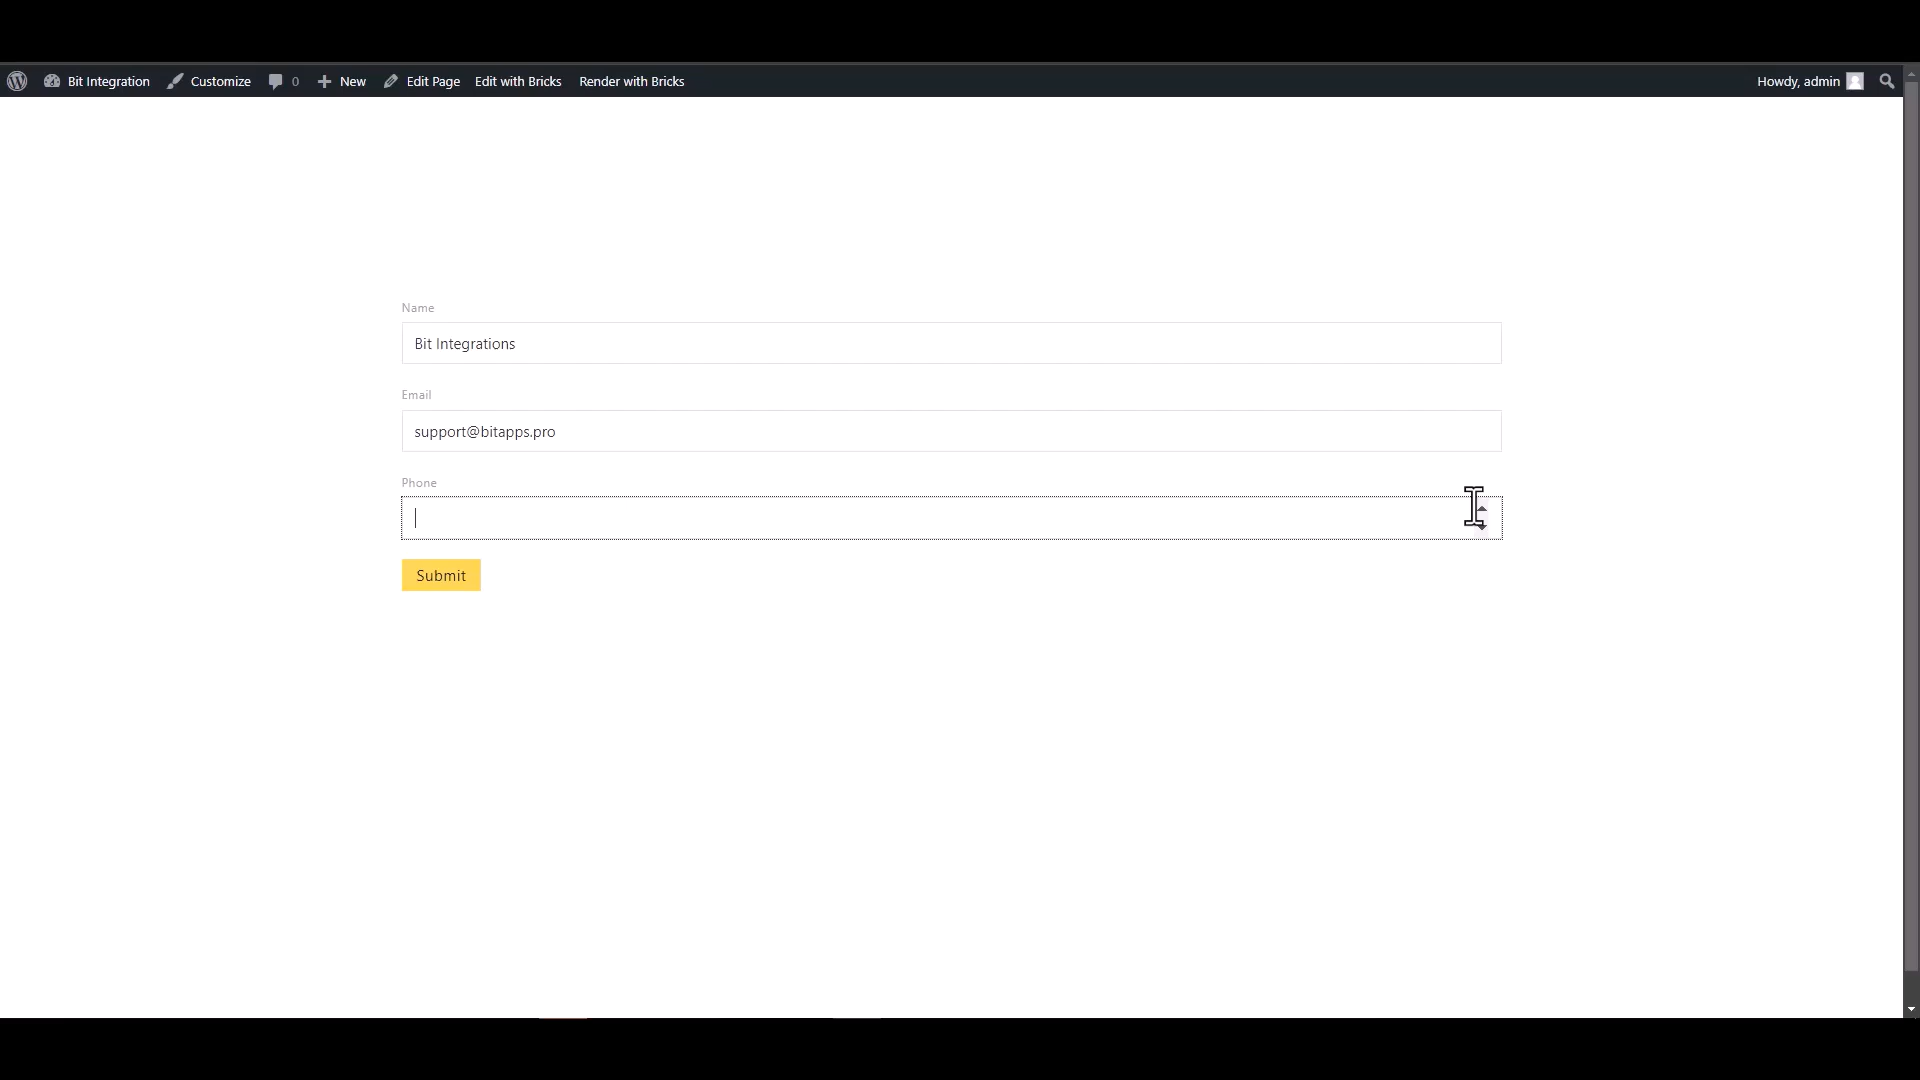 Bit Integration Customize 0 New Edit Page Edit with Bricks Render with Bricks Howdy, admin
Name
Bit Integrations
Email
support@bitapps.pro
Phone
Submit